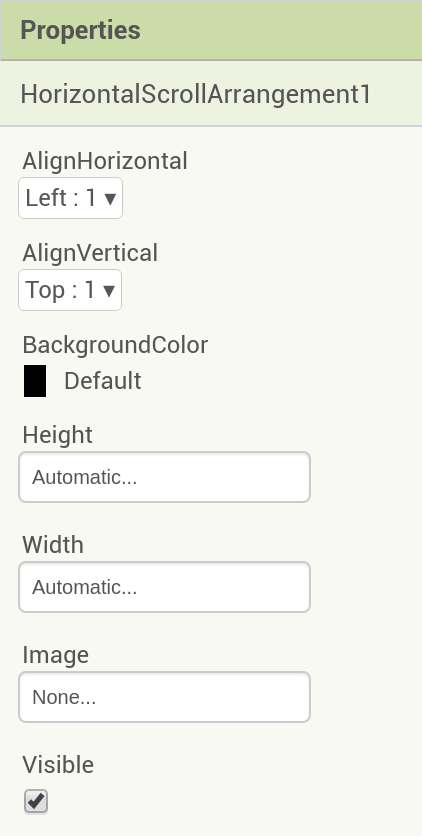 Properties
HorizontalScrollArrangement1
AlignHorizontal
Left : 1 ▾
AlignVertical
Top : 1 ▾
BackgroundColor
Default
Height
Automatic...
Width
Automatic...
Image
None...
Visible